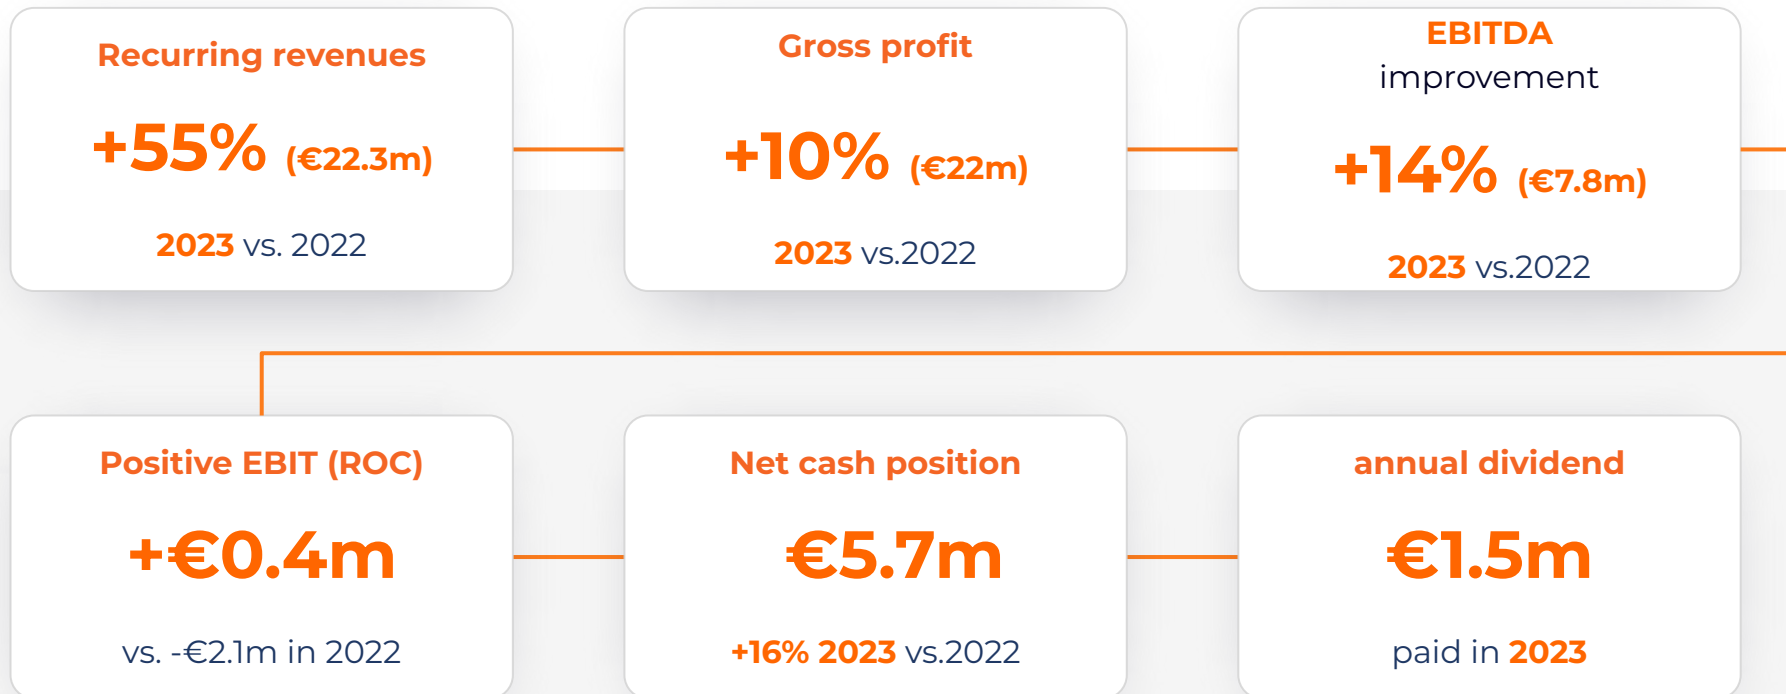 Recurring revenues
+55% (€22.3m)
2023 vs. 2022
Gross profit
+10% (€22m)
2023 vs.2022
EBITDA
improvement
+14% (€7.8m)
2023 vs.2022
Positive EBIT (ROC)
+€0.4m
vs. -€2.1m in 2022
Net cash position
€5.7m
+16% 2023 vs.2022
annual dividend
€1.5m
paid in 2023